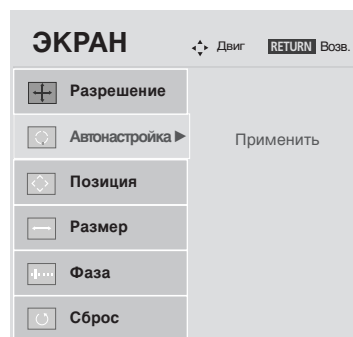 ЭКРАН Двиг RETURN Возв.
Разрешение
Автонастройка ▶ Применить
Позиция
Размер
Фаза
Сброс